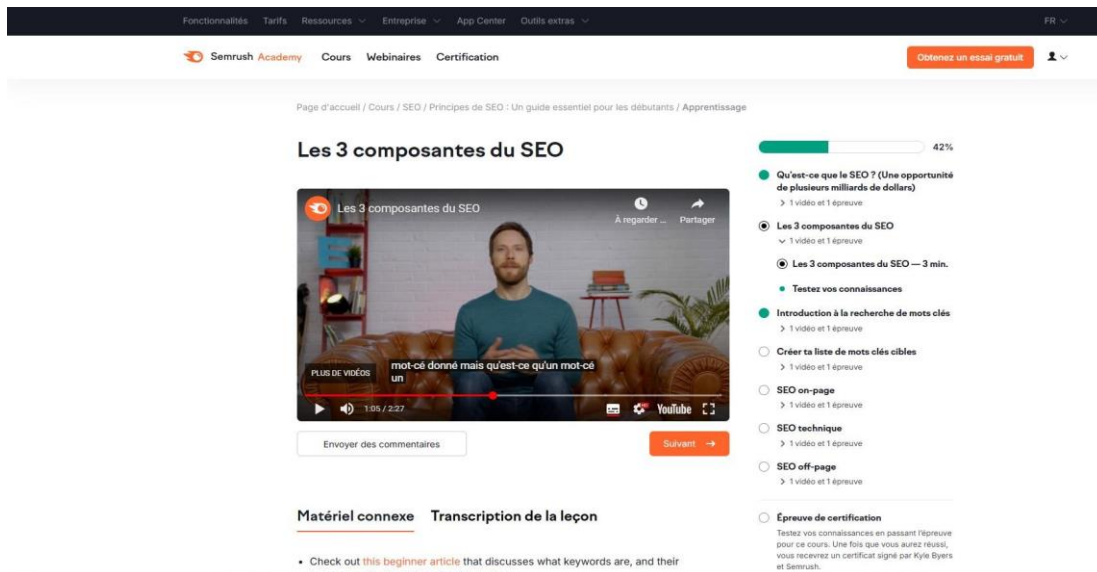 Fonctionnalités Tarifs Ressources Entreprise App Center Outils extras FR
Semrush Academy Cours Webinaires Certification Obtenez un essai gratuit
Page d'accueil / Cours / SEO / Principes de SEO : Un guide essentiel pour les débutants / Apprentissage
Les 3 composantes du SEO
Les 3 composantes du SEO
À regarder ... Partager
PLUS DE VIDÉOS
mot-cé donné mais qu'est-ce qu'un mot-cé
un
1:05 / 2:27
YouTube
Envoyer des commentaires
Suivant →
Matériel connexe Transcription de la leçon
• Check out this beginner article that discusses what keywords are, and their
42%
Qu'est-ce que le SEO ? (Une opportunité
de plusieurs milliards de dollars)
1 vidéo et 1 épreuve
Les 3 composantes du SEO
1 vidéo et 1 épreuve
Les 3 composantes du SEO — 3 min.
Testez vos connaissances
Introduction à la recherche de mots clés
1 vidéo et 1 épreuve
Créer ta liste de mots clés cibles
1 vidéo et 1 épreuve
SEO on-page
1 vidéo et 1 épreuve
SEO technique
1 vidéo et 1 épreuve
SEO off-page
1 vidéo et 1 épreuve
Épreuve de certification
Testez vos connaissances en passant l'épreuve
pour ce cours. Une fois que vous aurez réussi,
vous recevrez un certificat signé par Kyle Byers
et Semrush.